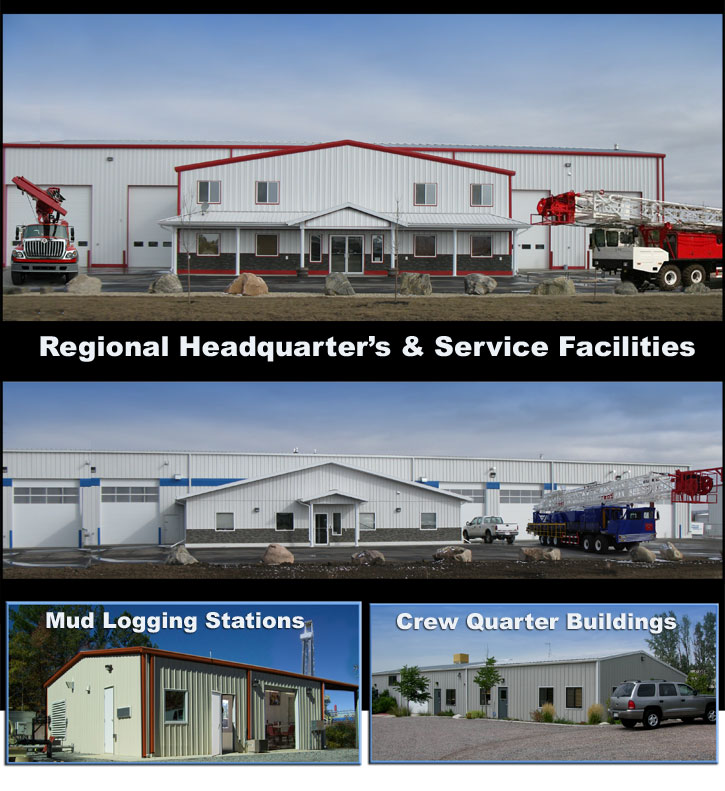 Regional Headquarter's & Service Facilities
Mud Logging Stations
Crew Quarter Buildings